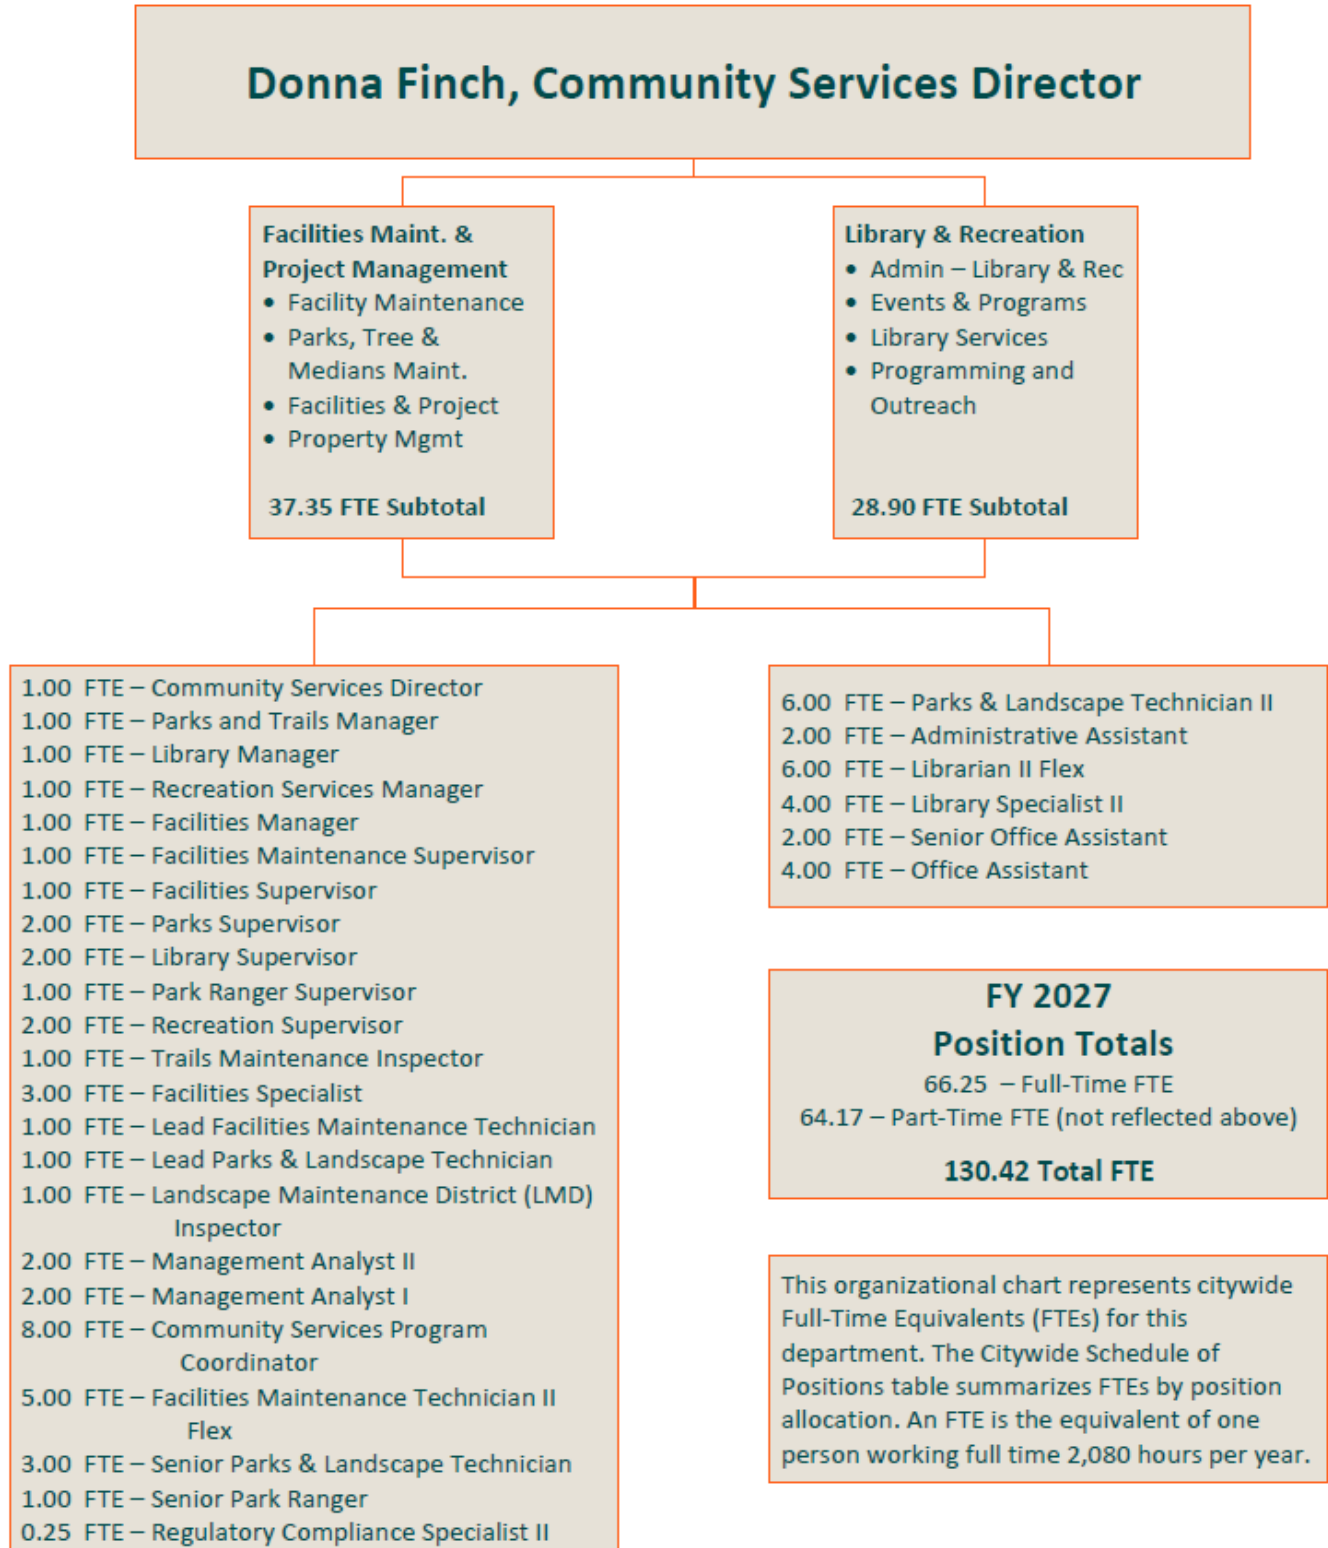 Donna Finch, Community Services Director
Facilities Maint. &
Project Management
• Facility Maintenance
• Parks, Tree &
Medians Maint.
• Facilities & Project
• Property Mgmt
37.35 FTE Subtotal
Library & Recreation
• Admin – Library & Rec
• Events & Programs
• Library Services
• Programming and
Outreach
28.90 FTE Subtotal
1.00 FTE – Community Services Director
1.00 FTE – Parks and Trails Manager
1.00 FTE – Library Manager
1.00 FTE – Recreation Services Manager
1.00 FTE – Facilities Manager
1.00 FTE – Facilities Maintenance Supervisor
1.00 FTE – Facilities Supervisor
2.00 FTE – Parks Supervisor
2.00 FTE – Library Supervisor
1.00 FTE – Park Ranger Supervisor
2.00 FTE – Recreation Supervisor
1.00 FTE – Trails Maintenance Inspector
3.00 FTE – Facilities Specialist
1.00 FTE – Lead Facilities Maintenance Technician
1.00 FTE – Lead Parks & Landscape Technician
1.00 FTE – Landscape Maintenance District (LMD)
Inspector
2.00 FTE – Management Analyst II
2.00 FTE – Management Analyst I
8.00 FTE – Community Services Program
Coordinator
5.00 FTE – Facilities Maintenance Technician II
Flex
3.00 FTE – Senior Parks & Landscape Technician
1.00 FTE – Senior Park Ranger
0.25 FTE – Regulatory Compliance Specialist II
6.00 FTE – Parks & Landscape Technician II
2.00 FTE – Administrative Assistant
6.00 FTE – Librarian II Flex
4.00 FTE – Library Specialist II
2.00 FTE – Senior Office Assistant
4.00 FTE – Office Assistant
FY 2027
Position Totals
66.25 – Full-Time FTE
64.17 – Part-Time FTE (not reflected above)
130.42 Total FTE
This organizational chart represents citywide
Full-Time Equivalents (FTEs) for this
department. The Citywide Schedule of
Positions table summarizes FTEs by position
allocation. An FTE is the equivalent of one
person working full time 2,080 hours per year.